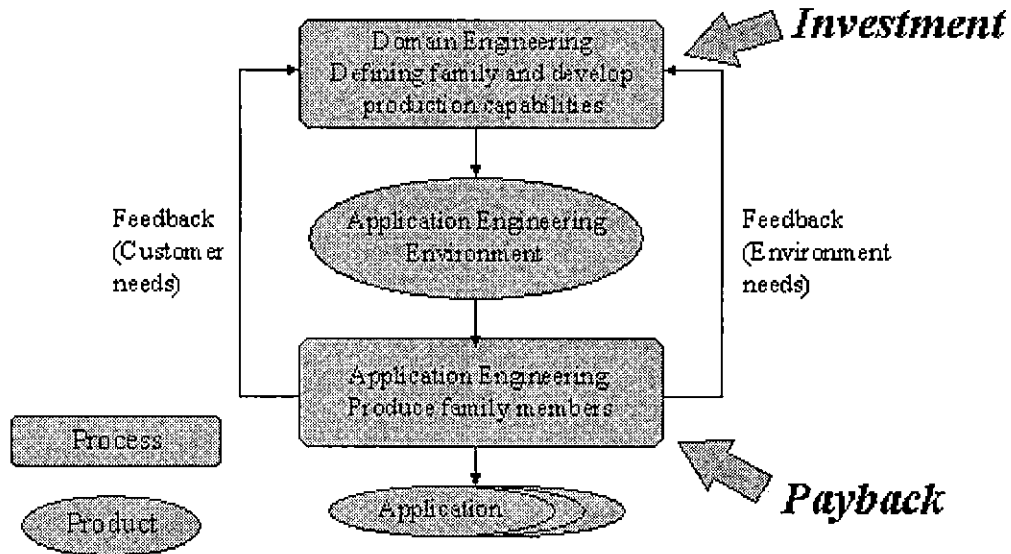 Investment
Domain Engineering
Defining family and develop
production capabilities
Feedback
(Customer
needs)
Application Engineering
Environment
Feedback
(Environment
needs)
Application Engineering
Produce family members
Process
Product
Application
Payback